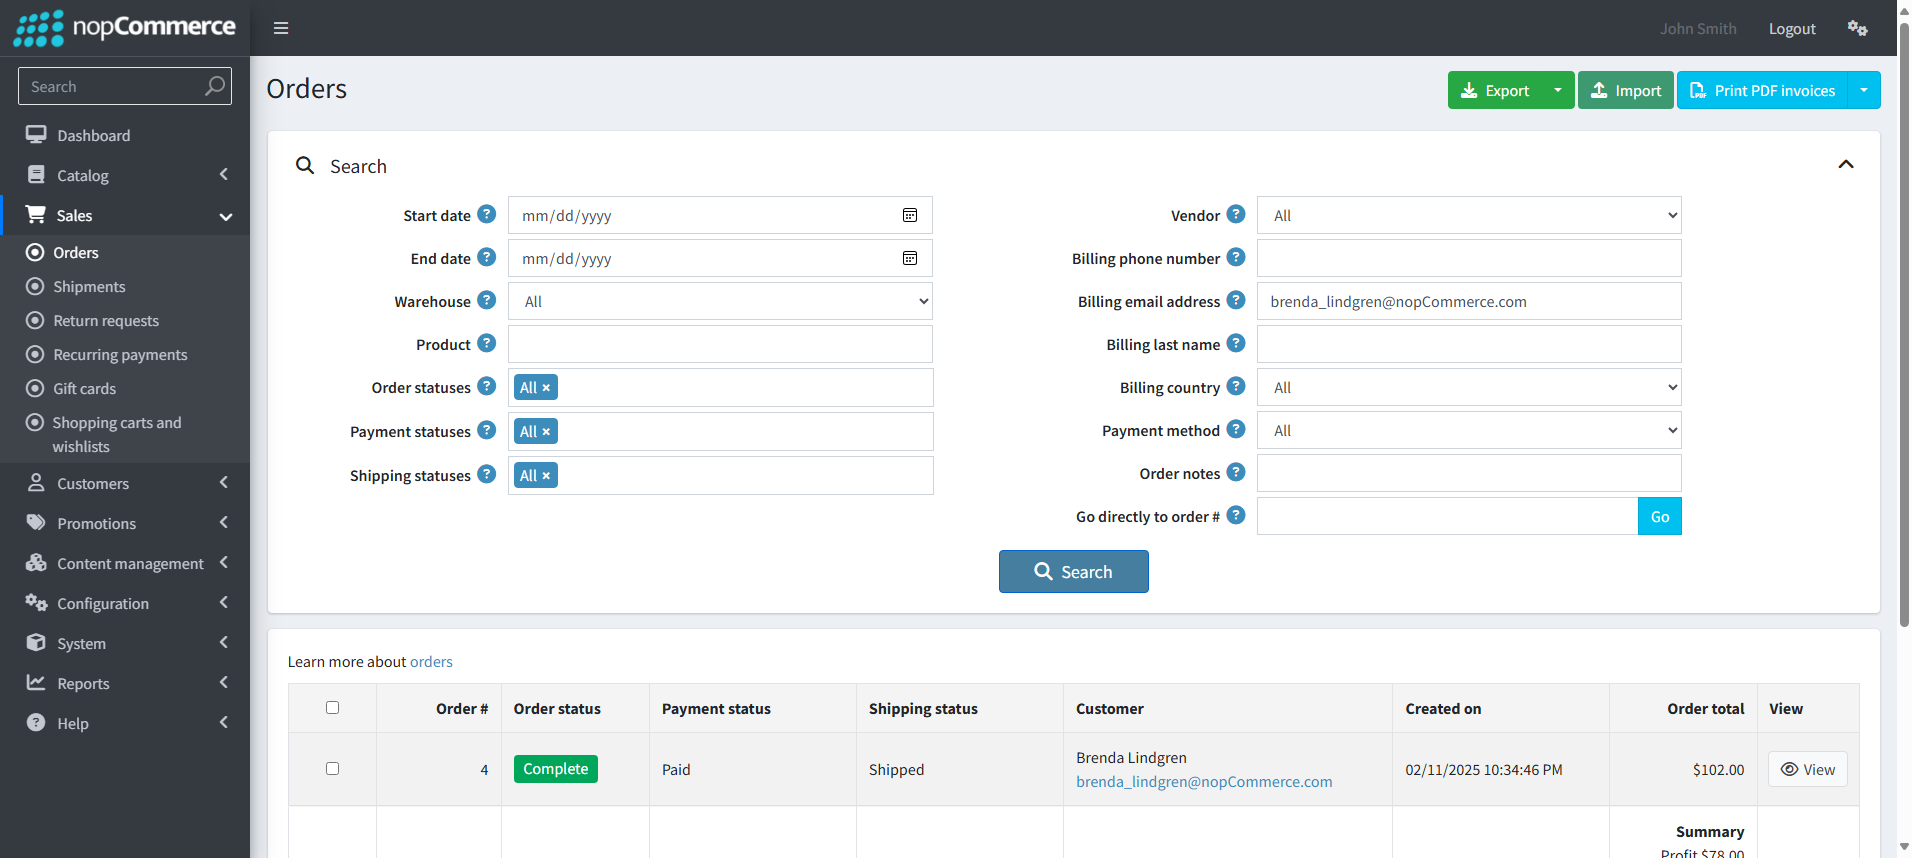 nopCommerce
John Smith
Logout
Search
Dashboard
Catalog
Sales
Orders
Shipments
Return requests
Recurring payments
Gift cards
Shopping carts and
wishlists
Customers
Promotions
Content management
Configuration
System
Reports
Help
Orders
Export
Import
PDF
Print PDF invoices
Search
Start date ? mm/dd/yyyy
End date ? mm/dd/yyyy
Warehouse ? All
Product ?
Order statuses ? All ×
Payment statuses ? All ×
Shipping statuses ? All ×
Vendor ? All
Billing phone number ?
Billing email address ? brenda_lindgren@nopCommerce.com
Billing last name ?
Billing country ? All
Payment method ? All
Order notes ?
Go directly to order # ? Go
Search
Learn more about orders
Order # Order status Payment status Shipping status Customer Created on Order total View
4 Complete Paid Shipped Brenda Lindgren
brenda_lindgren@nopCommerce.com
02/11/2025 10:34:46 PM $102.00 View
Summary
Profit $78.00